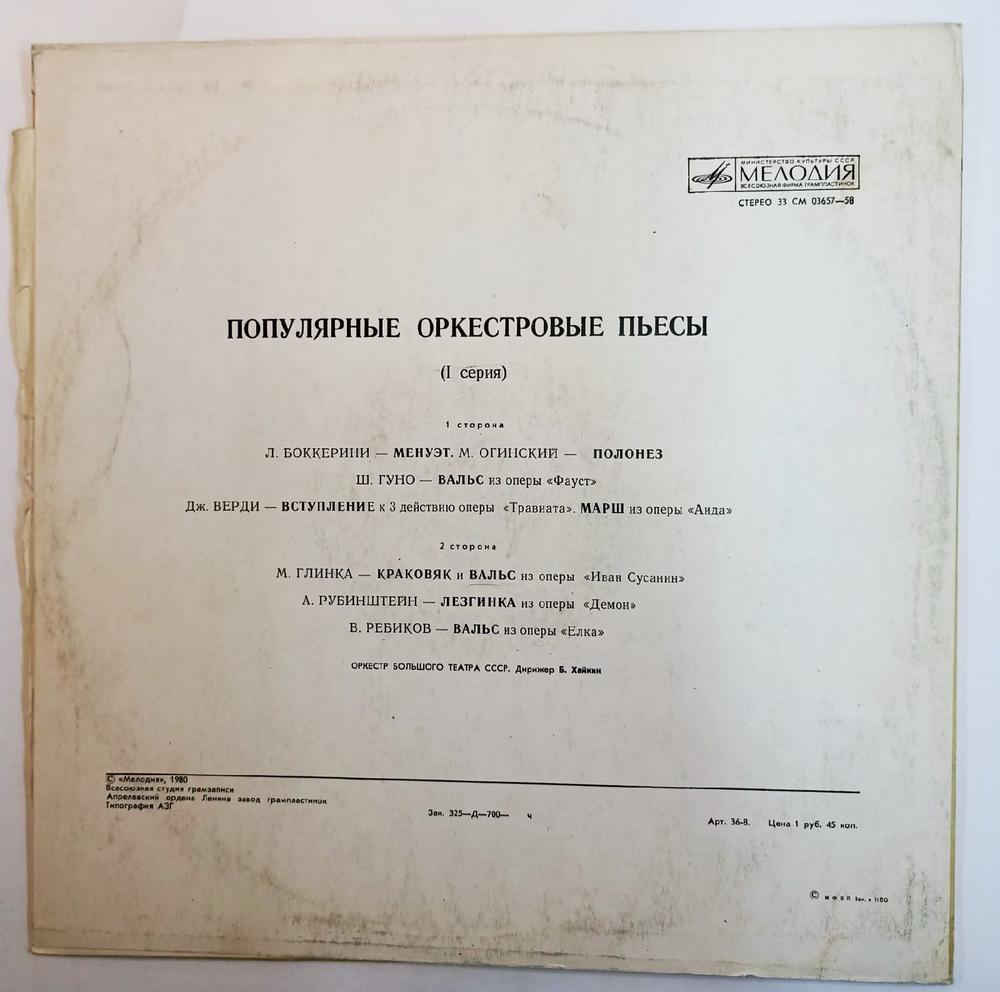 МИНИСТЕРСТВО КУЛЬТУРЫ СССР
МЕЛОДИЯ
ВСЕСОЮЗНАЯ ФИРМА ГРАМПЛАСТИНОК
СТЕРЕО 33 СМ 03657—58
ПОПУЛЯРНЫЕ ОРКЕСТРОВЫЕ ПЬЕСЫ
(I серия)
1 сторона
Л. БОККЕРИНИ — МЕНУЭТ. М. ОГИНСКИЙ — ПОЛОНЕЗ
Ш. ГУНО — ВАЛЬС из оперы «Фауст»
Дж. ВЕРДИ — ВСТУПЛЕНИЕ к 3 действию оперы «Травиата». МАРШ из оперы «Аида»
2 сторона
М. ГЛИНКА — КРАКОВЯК и ВАЛЬС из оперы «Иван Сусанин»
А. РУБИНШТЕЙН — ЛЕЗГИНКА из оперы «Демон»
В. РЕБИКОВ — ВАЛЬС из оперы «Елка»
ОРКЕСТР БОЛЬШОГО ТЕАТРА СССР. Дирижер Б. Хайкин
© «Мелодия», 1980
Всесоюзная студия грамзаписи
Апрелевский ордена Ленина завод грампластинок
Типография АЗГ
Зак. 325—Д—700— ч
Арт. 36-8. Цена 1 руб. 45 коп.
©